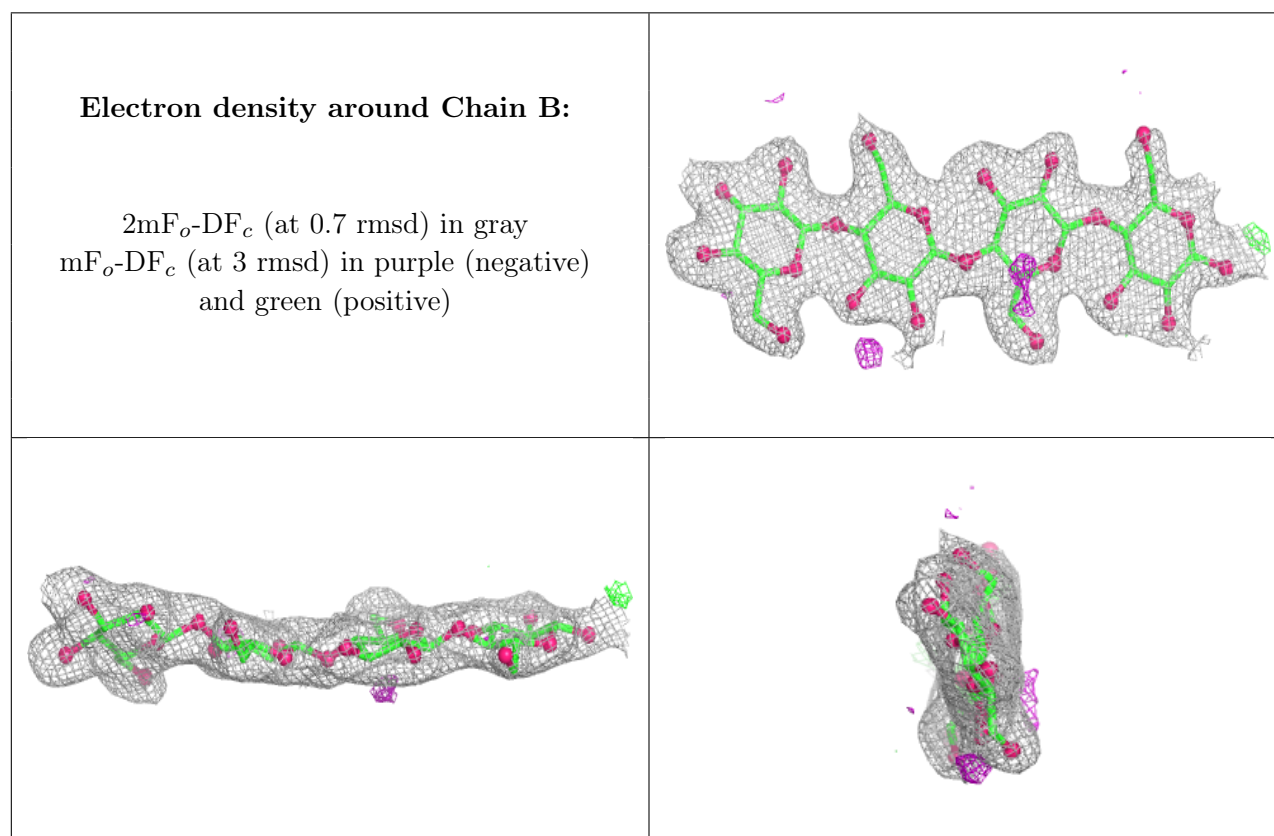 Electron density around Chain B:
2mFo-DFc (at 0.7 rmsd) in gray
mFo-DFc (at 3 rmsd) in purple (negative)
and green (positive)